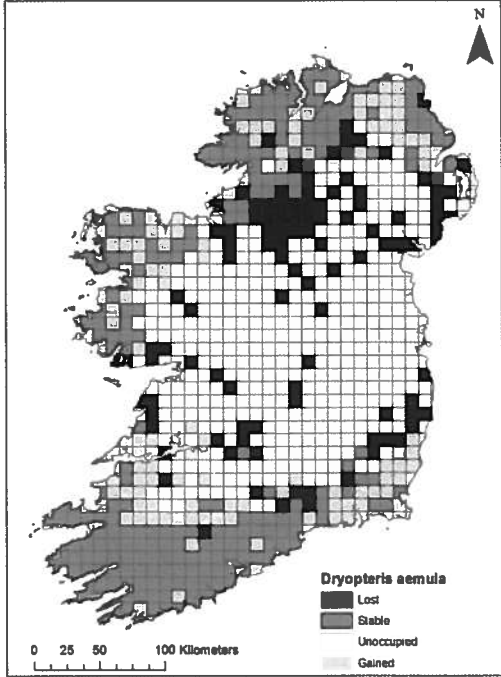 N
Dryopteris aemula
Lost
Stable
Unoccupied
Gained
0 25 50 100 Kilometers